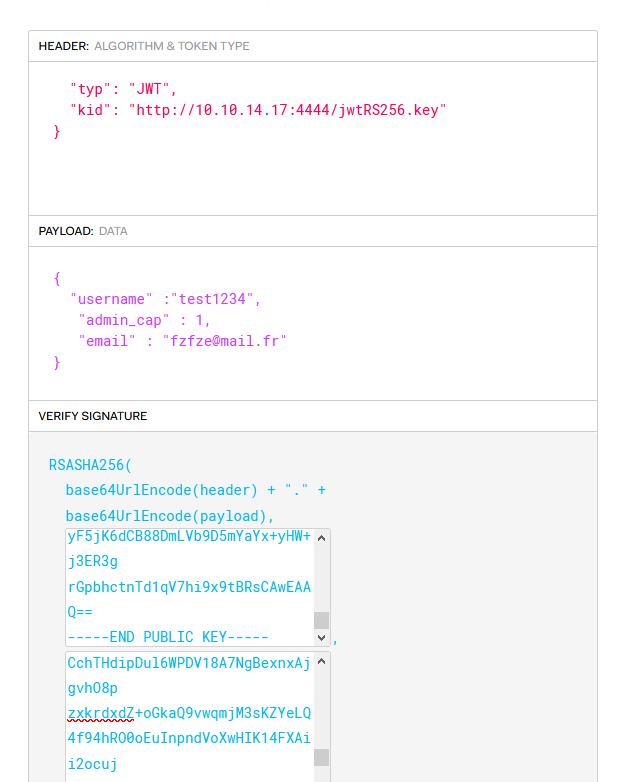 HEADER: ALGORITHM & TOKEN TYPE
"typ": "JWT",
"kid": "http://10.10.14.17:4444/jwtRS256.key"
}
PAYLOAD: DATA
{
"username" :"test1234",
"admin_cap" : 1,
"email" : "fzfze@mail.fr"
}
VERIFY SIGNATURE
RSASHA256(
base64UrlEncode(header) + "." +
base64UrlEncode(payload),
yF5jK6dCB88DmLVb9D5mYaYx+yHW+
j3ER3g
rGpbhctnTd1qV7hi9x9tBRsCAwEAA
Q==
-----END PUBLIC KEY-----
,
CchTHdipDul6WPDV18A7NgBexnxAj
gvhO8p
zxkrdxdZ+oGkaQ9vwqmjM3sKZYeLQ
4f94hRO0oEuInpndVoXwHIK14FXAi
i2ocuj